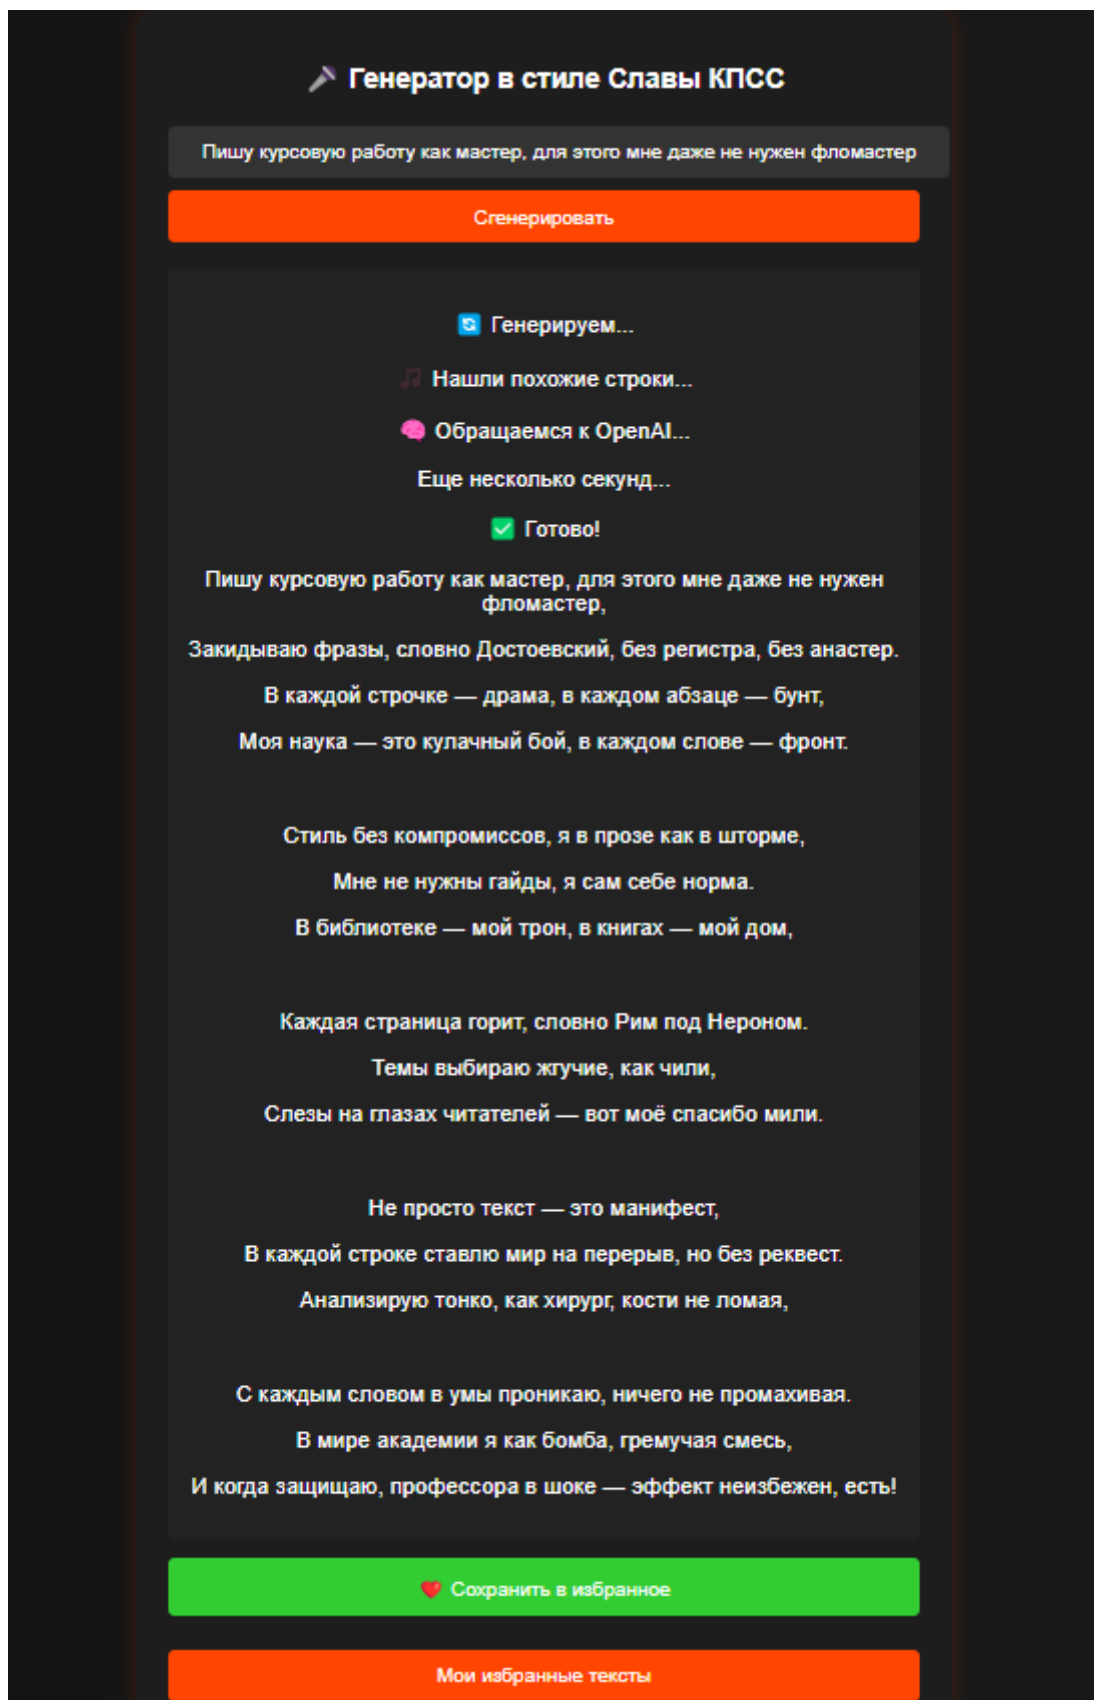 🎤 Генератор в стиле Славы КПСС
Пишу курсовую работу как мастер, для этого мне даже не нужен фломастер
Сгенерировать
🔄 Генерируем...
🎵 Нашли похожие строки...
🧠 Обращаемся к OpenAI...
Еще несколько секунд...
✅ Готово!
Пишу курсовую работу как мастер, для этого мне даже не нужен
фломастер,
Закидываю фразы, словно Достоевский, без регистра, без анастер.
В каждой строчке — драма, в каждом абзаце — бунт,
Моя наука — это кулачный бой, в каждом слове — фронт.
Стиль без компромиссов, я в прозе как в шторме,
Мне не нужны гайды, я сам себе норма.
В библиотеке — мой трон, в книгах — мой дом,
Каждая страница горит, словно Рим под Нероном.
Темы выбираю жгучие, как чили,
Слезы на глазах читателей — вот моё спасибо мили.
Не просто текст — это манифест,
В каждой строке ставлю мир на перерыв, но без реквест.
Анализирую тонко, как хирург, кости не ломая,
С каждым словом в умы проникаю, ничего не промахивая.
В мире академии я как бомба, гремучая смесь,
И когда защищаю, профессора в шоке — эффект неизбежен, есть!
❤️ Сохранить в избранное
Мои избранные тексты